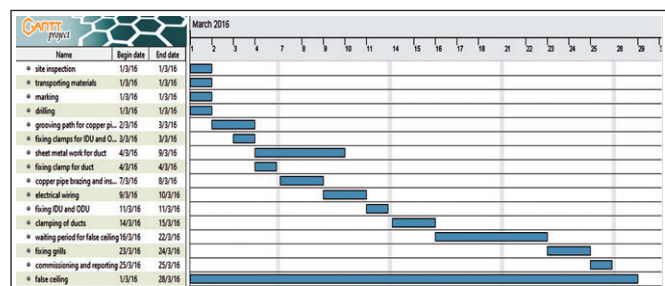 GANTT project
March 2016
Name Begin date End date
1 2 3 4 7 8 9 10 11 14 15 16 17 18 21 22 23 24 25 28 29 3
site inspection 1/3/16 1/3/16
transporting materials 1/3/16 1/3/16
marking 1/3/16 1/3/16
drilling 1/3/16 1/3/16
grooving path for copper pi... 2/3/16 3/3/16
fixing clamps for IDU and O... 3/3/16 3/3/16
sheet metal work for duct 4/3/16 9/3/16
fixing clamp for duct 4/3/16 4/3/16
copper pipe brazing and ins... 7/3/16 8/3/16
electrical wiring 9/3/16 10/3/16
fixing IDU and ODU 11/3/16 11/3/16
clamping of ducts 14/3/16 15/3/16
waiting period for false ceiling 16/3/16 22/3/16
fixing grills 23/3/16 24/3/16
commissioning and reporting 25/3/16 25/3/16
false ceiling 1/3/16 28/3/16